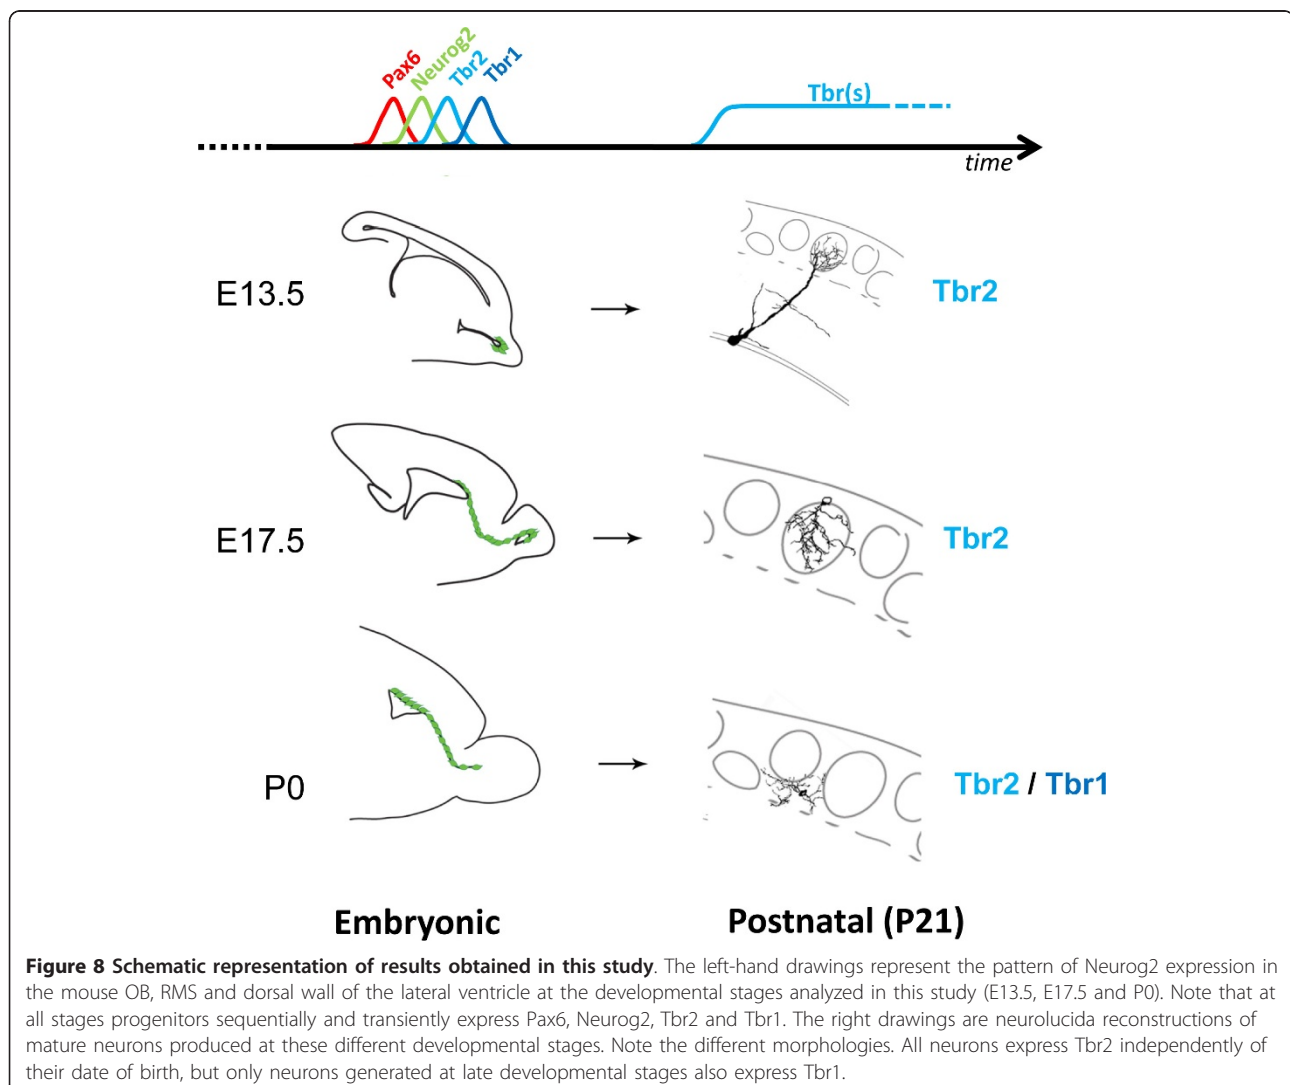 Pax6
Neurog2
Tbr2
Tbr1
Tbr(s)
time
E13.5
Tbr2
E17.5
Tbr2
P0
Tbr2 / Tbr1
Embryonic
Postnatal (P21)
Figure 8 Schematic representation of results obtained in this study. The left-hand drawings represent the pattern of Neurog2 expression in
the mouse OB, RMS and dorsal wall of the lateral ventricle at the developmental stages analyzed in this study (E13.5, E17.5 and P0). Note that at
all stages progenitors sequentially and transiently express Pax6, Neurog2, Tbr2 and Tbr1. The right drawings are neurolucida reconstructions of
mature neurons produced at these different developmental stages. Note the different morphologies. All neurons express Tbr2 independently of
their date of birth, but only neurons generated at late developmental stages also express Tbr1.